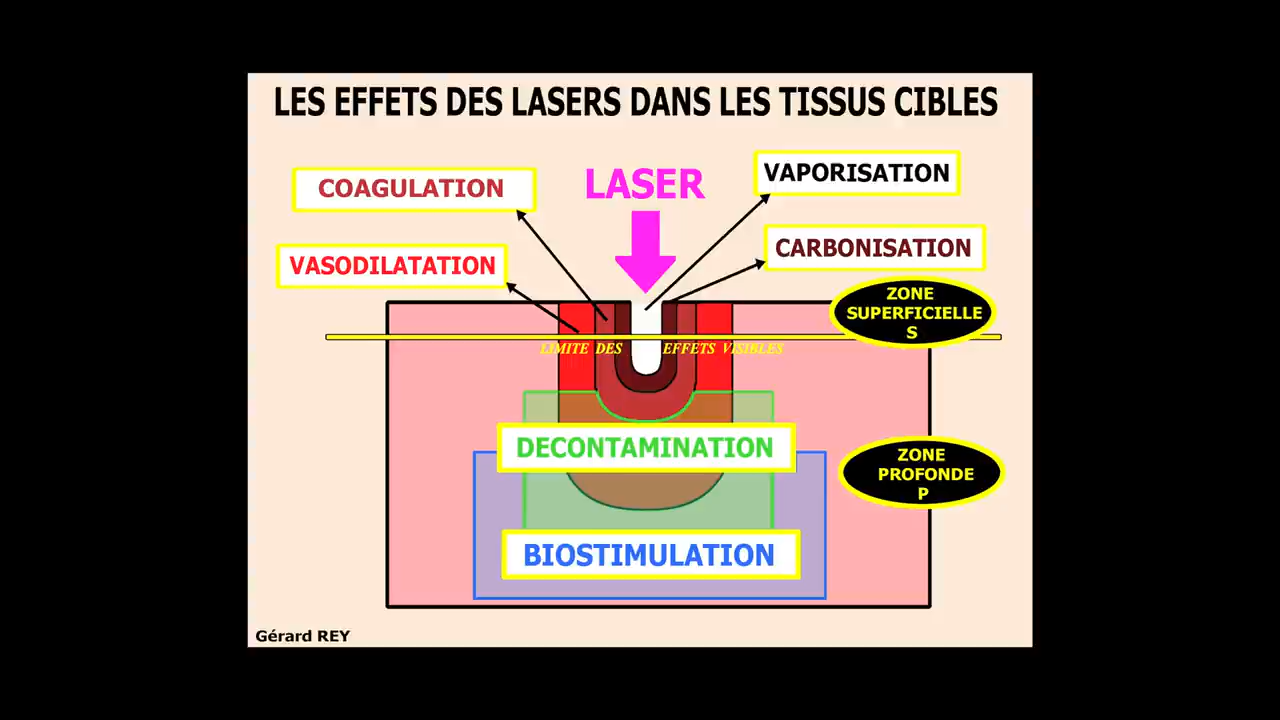 LES EFFETS DES LASERS DANS LES TISSUS CIBLES
COAGULATION
LASER
VAPORISATION
VASODILATATION
CARBONISATION
ZONE
SUPERFICIELLE
S
LIMITE DES EFFETS VISIBLES
DECONTAMINATION
ZONE
PROFONDE
P
BIOSTIMULATION
Gérard REY